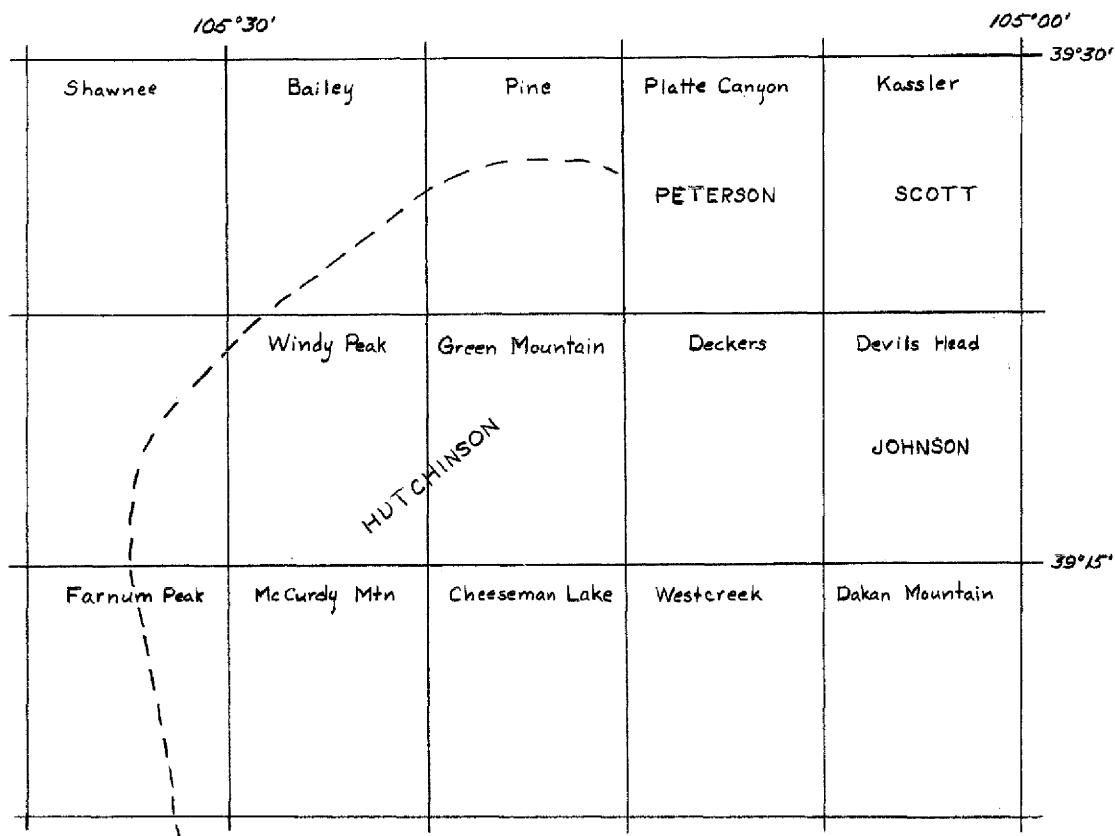 105°30' 105°00'
39°30'
Shawnee Bailey Pine Platte Canyon Kassler
PETERSON SCOTT
Windy Peak Green Mountain Deckers Devils Head
HUTCHINSON JOHNSON
39°15'
Farnum Peak McCurdy Mtn Cheeseman Lake Westcreek Dakan Mountain